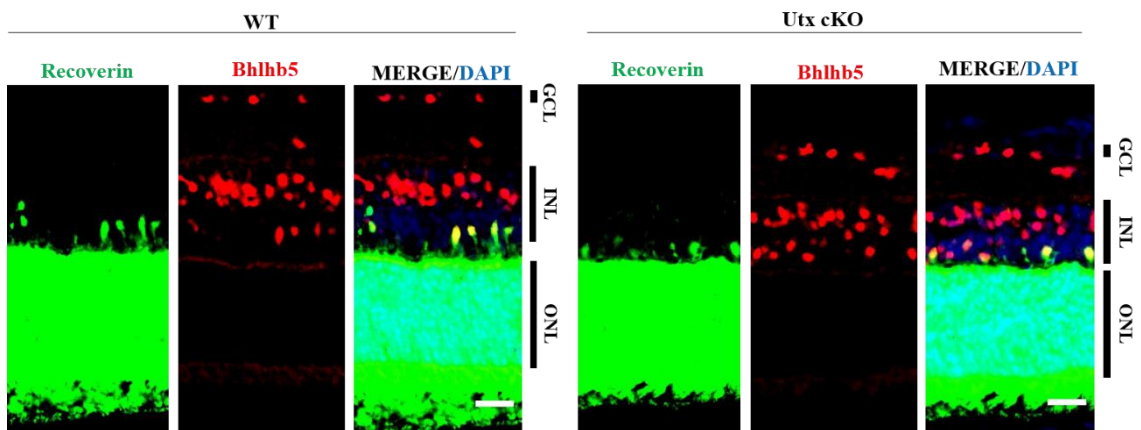 WT
Utx cKO
Recoverin Bhlhb5 MERGE/DAPI
Recoverin Bhlhb5 MERGE/DAPI
GCL
INL
ONL
GCL
INL
ONL